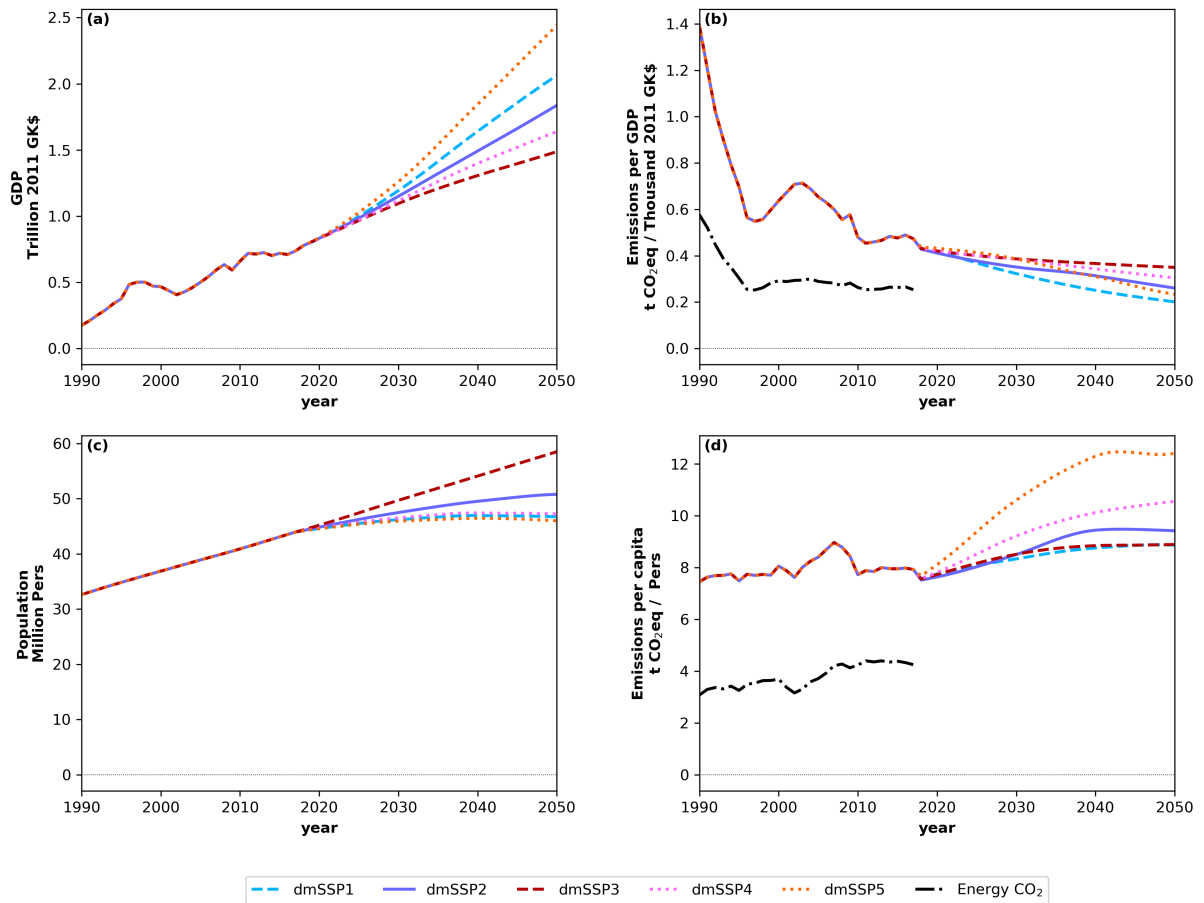 (a)
2.5
2.0
1.5
1.0
0.5
0.0
GDP
Trillion 2011 GK$
1990 2000 2010 2020 2030 2040 2050
year
(b)
1.4
1.2
1.0
0.8
0.6
0.4
0.2
0.0
Emissions per GDP
t CO₂eq / Thousand 2011 GK$
1990 2000 2010 2020 2030 2040 2050
year
(c)
60
50
40
30
20
10
0
Population
Million Pers
1990 2000 2010 2020 2030 2040 2050
year
(d)
12
10
8
6
4
2
0
Emissions per capita
t CO₂eq / Pers
1990 2000 2010 2020 2030 2040 2050
year
dmSSP1 dmSSP2 dmSSP3 dmSSP4 dmSSP5 Energy CO₂